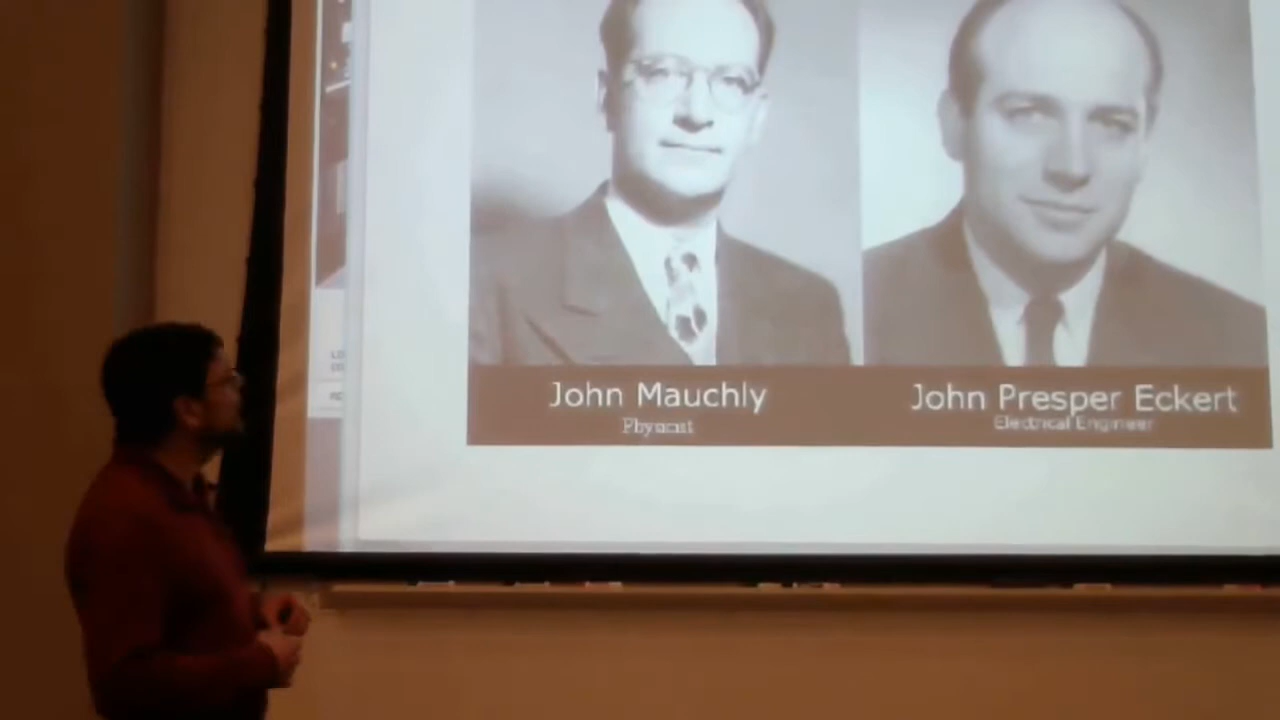 John Mauchly
Physicist
John Presper Eckert
Electrical Engineer